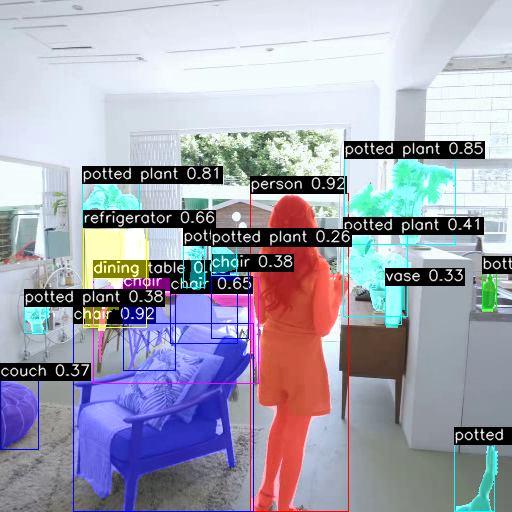 potted plant 0.85
potted plant 0.81
person 0.92
refrigerator 0.66
potted plant 0.41
potted plant 0.26
chair 0.38
dining table 0.
vase 0.33
chair
chair 0.65
potted plant 0.38
chair 0.92
couch 0.37
potted